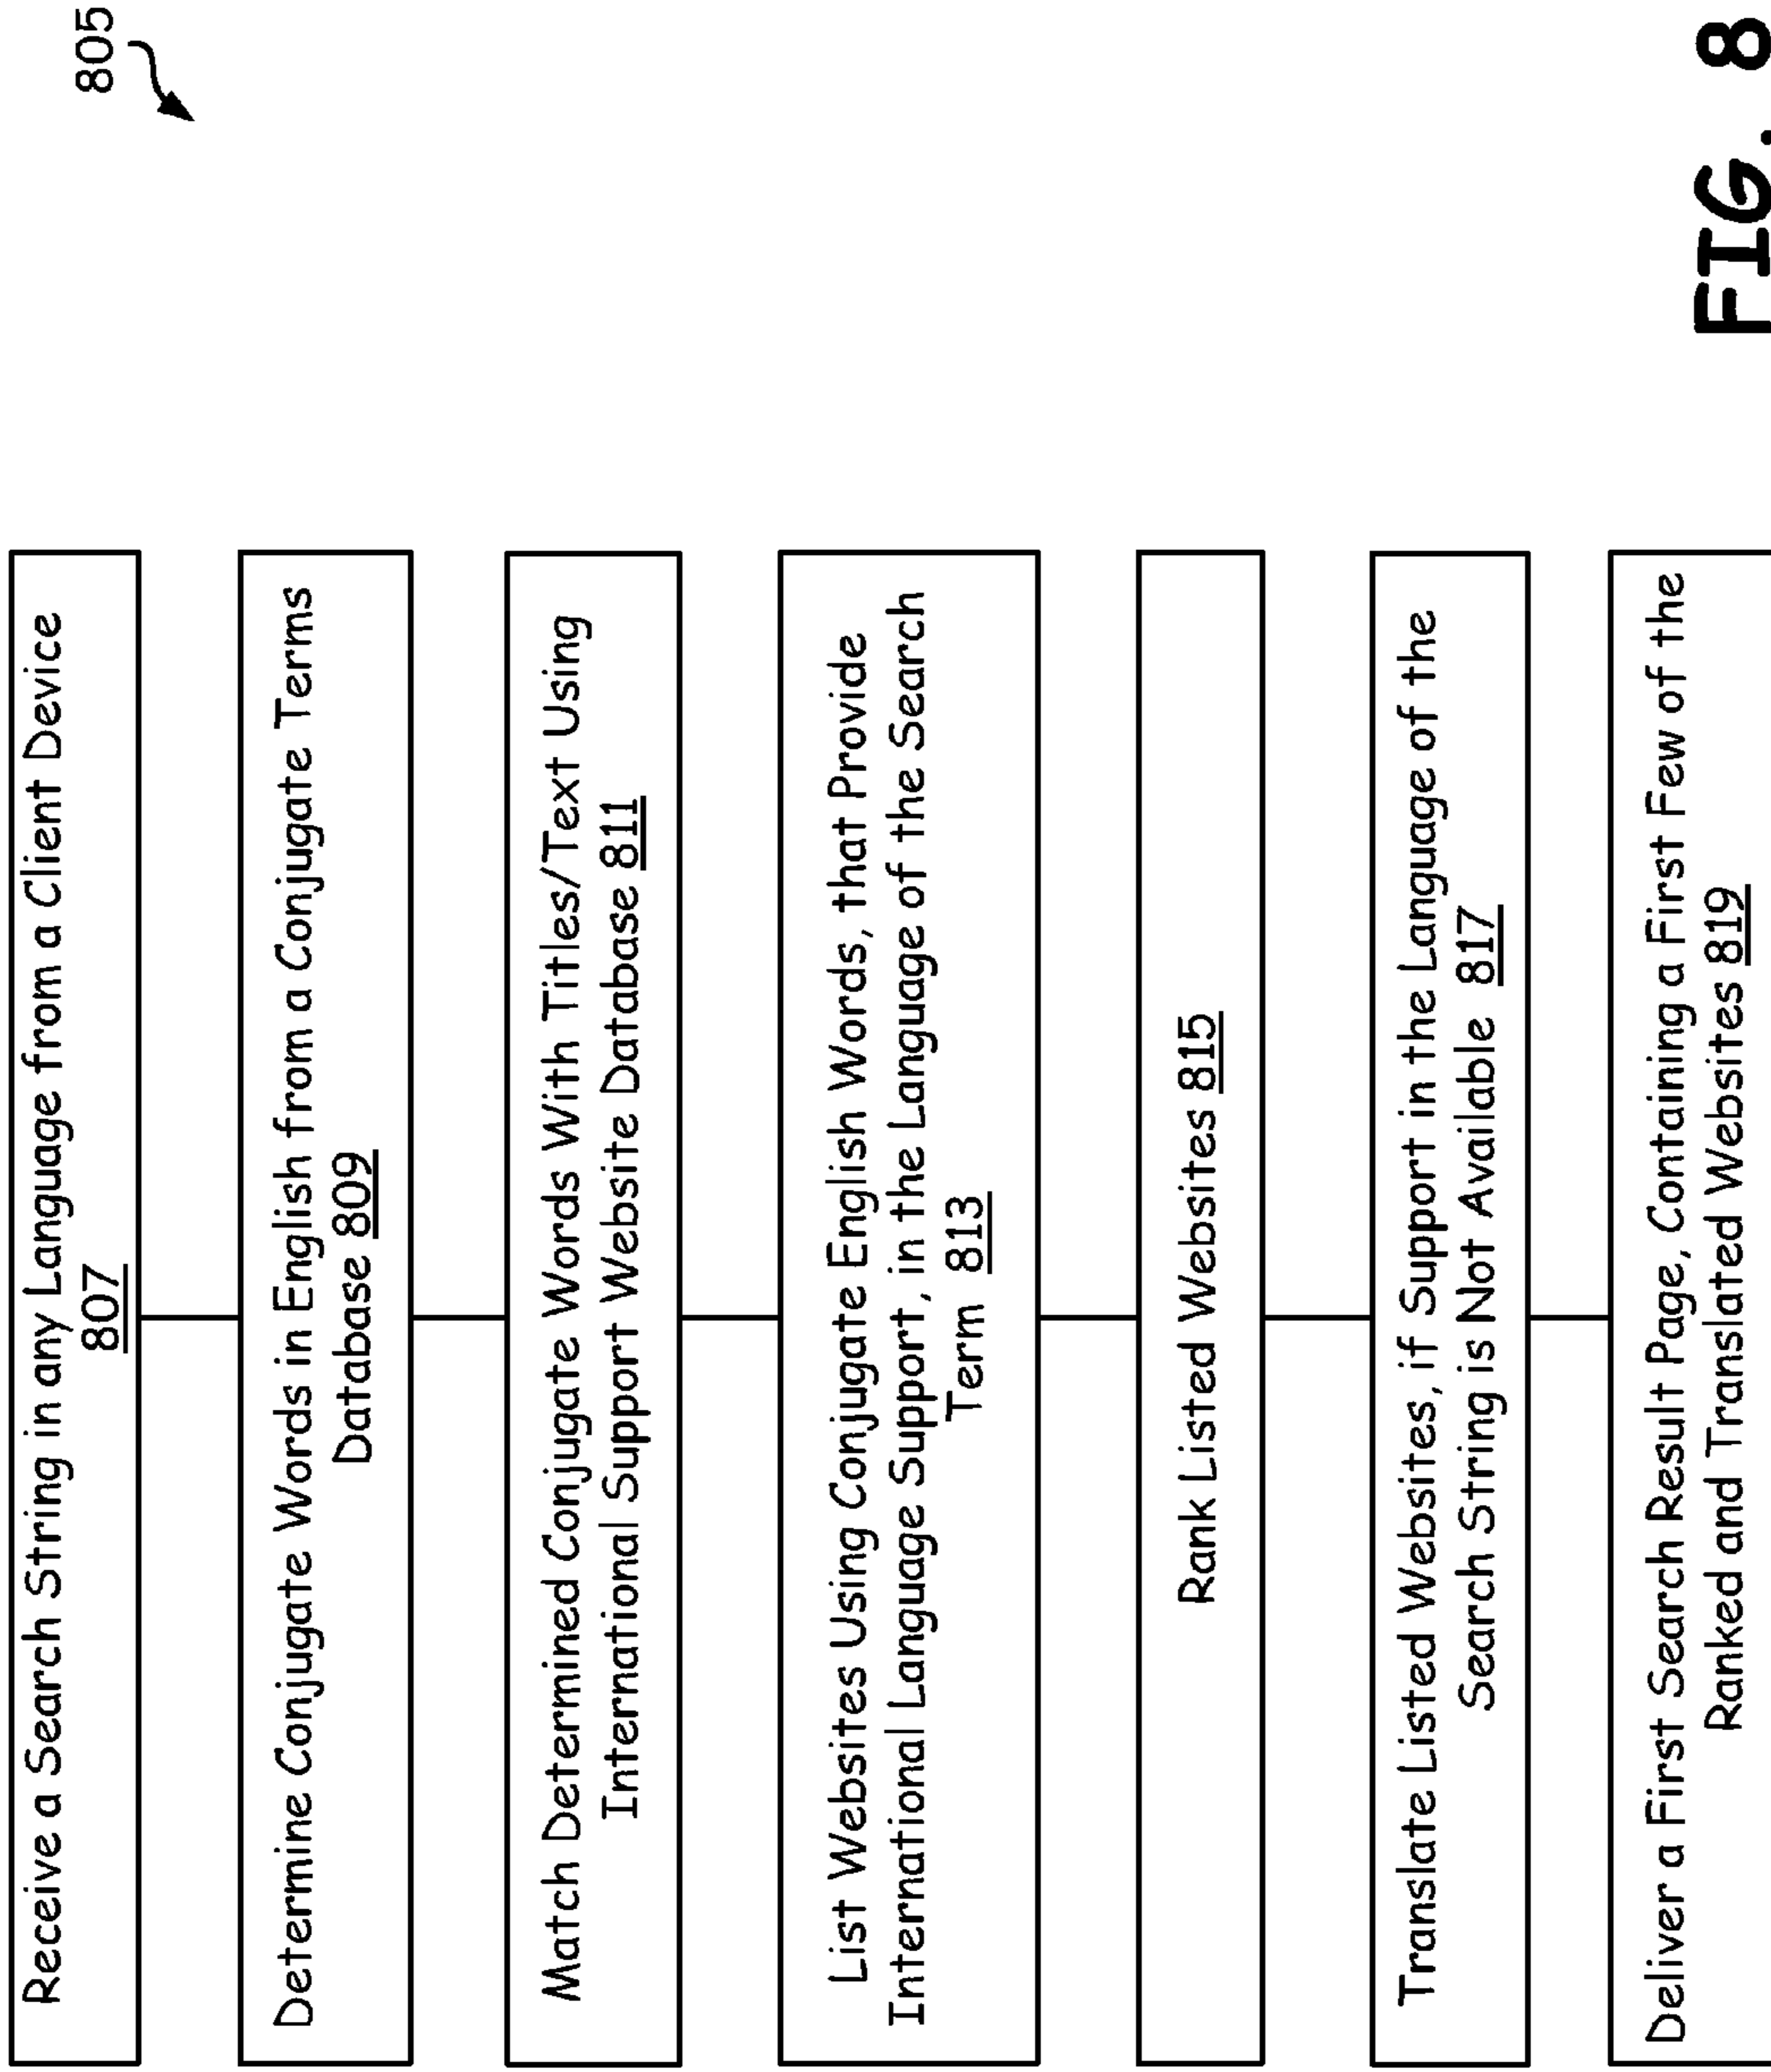 805
Receive a Search String in any Language from a Client Device
807
Determine Conjugate Words in English from a Conjugate Terms
Database 809
Match Determined Conjugate Words With Titles/Text Using
International Support Website Database 811
List Websites Using Conjugate English Words, that Provide
International Language Support, in the Language of the Search
Term 813
Rank Listed Websites 815
Translate Listed Websites, if Support in the Language of the
Search String is Not Available 817
Deliver a First Search Result Page, Containing a First Few of the
Ranked and Translated Websites 819
FIG. 8